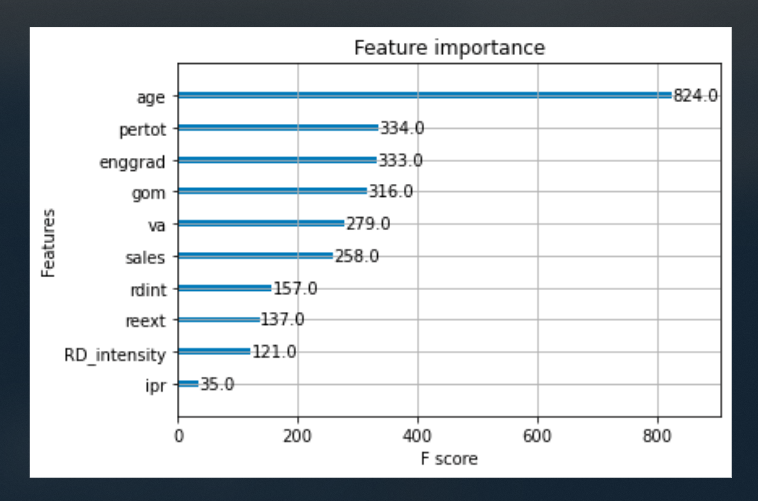 Feature importance
age 824.0
pertot 334.0
enggrad 333.0
gom 316.0
va 279.0
sales 258.0
rdint 157.0
reext 137.0
RD_intensity 121.0
ipr 35.0
Features
0 200 400 600 800
F score